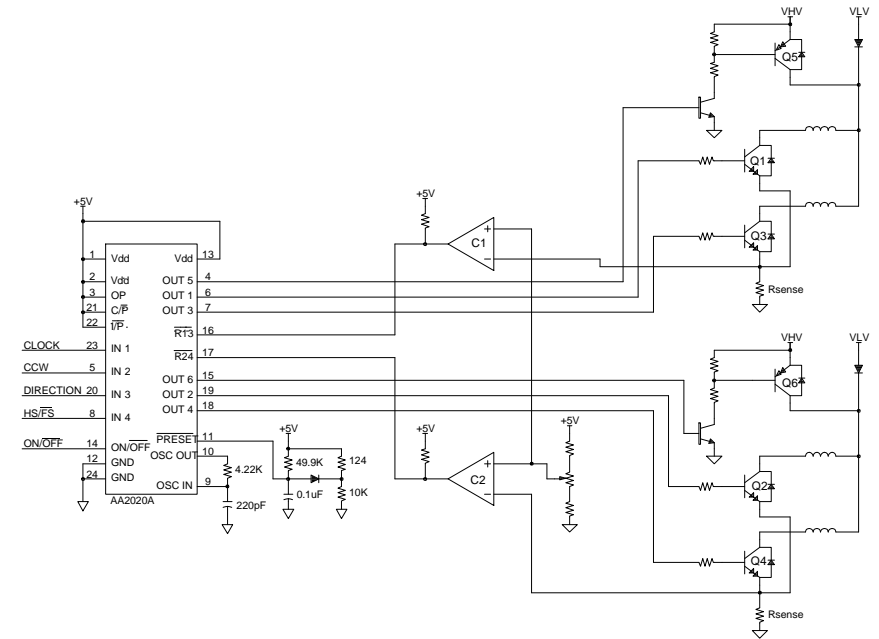 VHV VLV
Q5
Q1
+5V
+5V
C1
Q3
1 Vdd Vdd 13
2 Vdd OUT 5 4
3 OP OUT 1 6
21 C/P OUT 3 7
Rsense
22 I/P.
R13 16
CLOCK 23 IN 1
R24 17
VHV VLV
CCW 5 IN 2
OUT 6 15
Q6
DIRECTION 20 IN 3 OUT 2 19
OUT 4 18
HS/FS 8 IN 4
+5V +5V +5V
ON/OFF 14 ON/OFF PRESET 11
12 GND OSC OUT 10
4.22K 49.9K 124
24 GND
C2
Q2
OSC IN 9
0.1uF 10K
AA2020A
220pF
Q4
Rsense